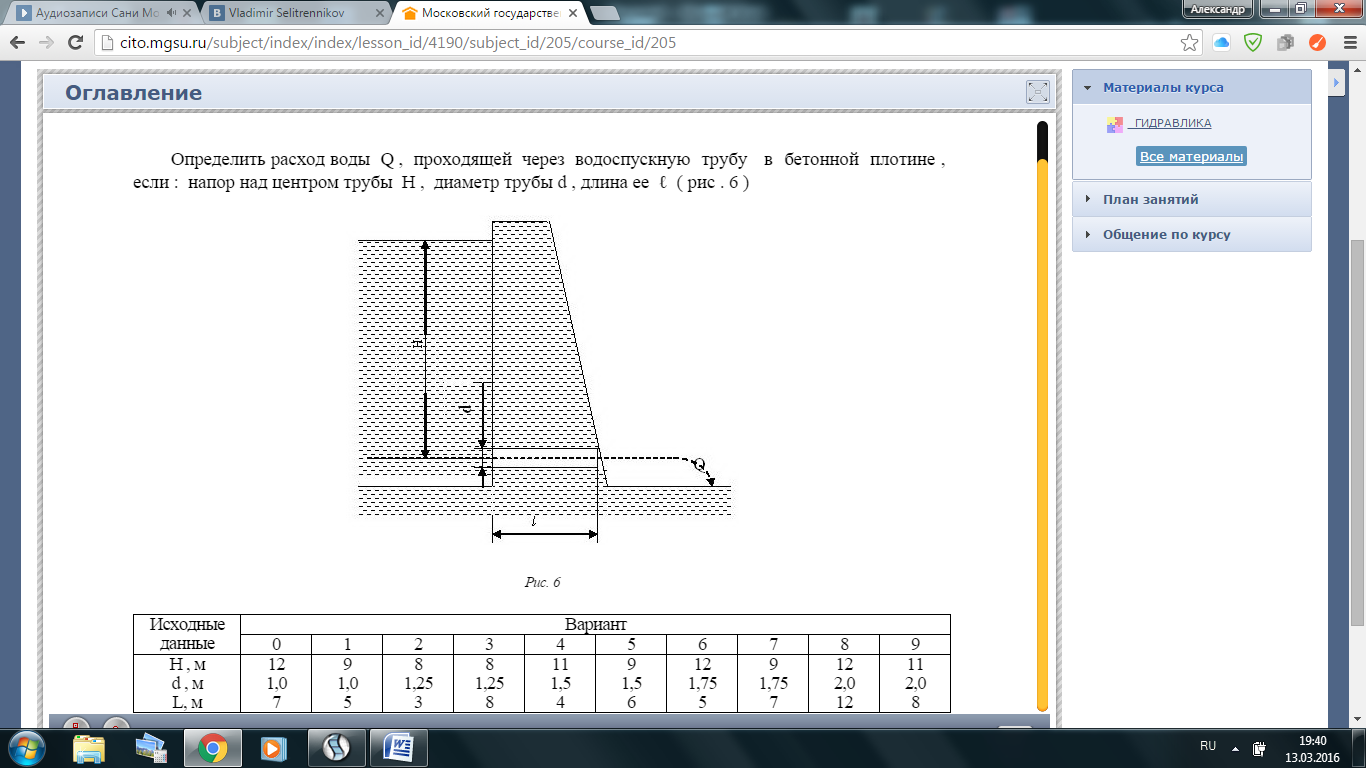 Аудиозаписи Сани Мо
Vladimir Selitrennikov
Московский государстве
Александр
cito.mgsu.ru/subject/index/index/lesson_id/4190/subject_id/205/course_id/205
Оглавление
Определить расход воды Q , проходящей через водоспускную трубу в бетонной плотине ,
если : напор над центром трубы H , диаметр трубы d , длина ее ℓ ( рис . 6 )
H
d
Q
l
Рис. 6
Исходные данные Вариант
0 1 2 3 4 5 6 7 8 9
H , м 12 9 8 8 11 9 12 9 12 11
d , м 1,0 1,0 1,25 1,25 1,5 1,5 1,75 1,75 2,0 2,0
L, м 7 5 3 8 4 6 5 7 12 8
Материалы курса
ГИДРАВЛИКА
Все материалы
План занятий
Общение по курсу
RU
19:40
13.03.2016